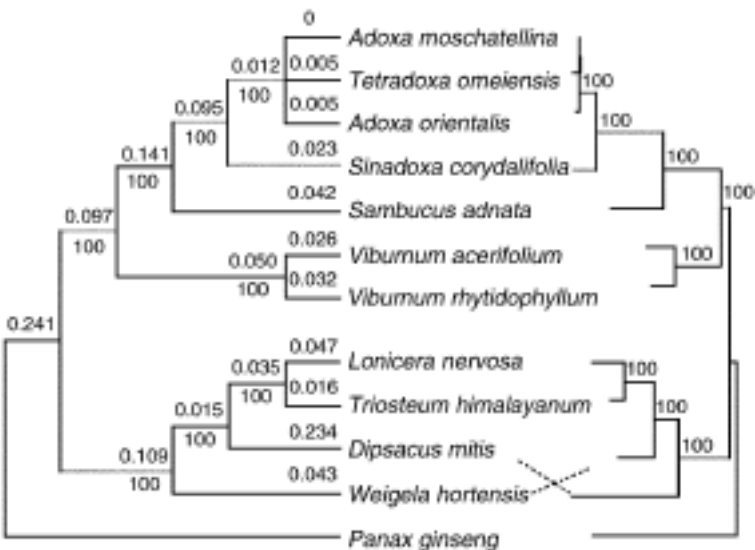 0
Adoxa moschatellina
0.012 0.005
Tetradoxa omeiensis 100
0.095 100 0.005
100 Adoxa orientalis 100
0.141 0.023
100 Sinadoxa corydalifolia 100
0.042
0.097 Sambucus adnata 100
100 0.026
0.050 Viburnum acerifolium 100
100 0.032
Viburnum rhytidophyllum
0.241
0.047
0.035 Lonicera nervosa 100
100 0.016
0.015 Triosteum himalayanum 100
100 0.234
0.109 Dipsacus mitis 100
100 0.043
Weigela hortensis
Panax ginseng